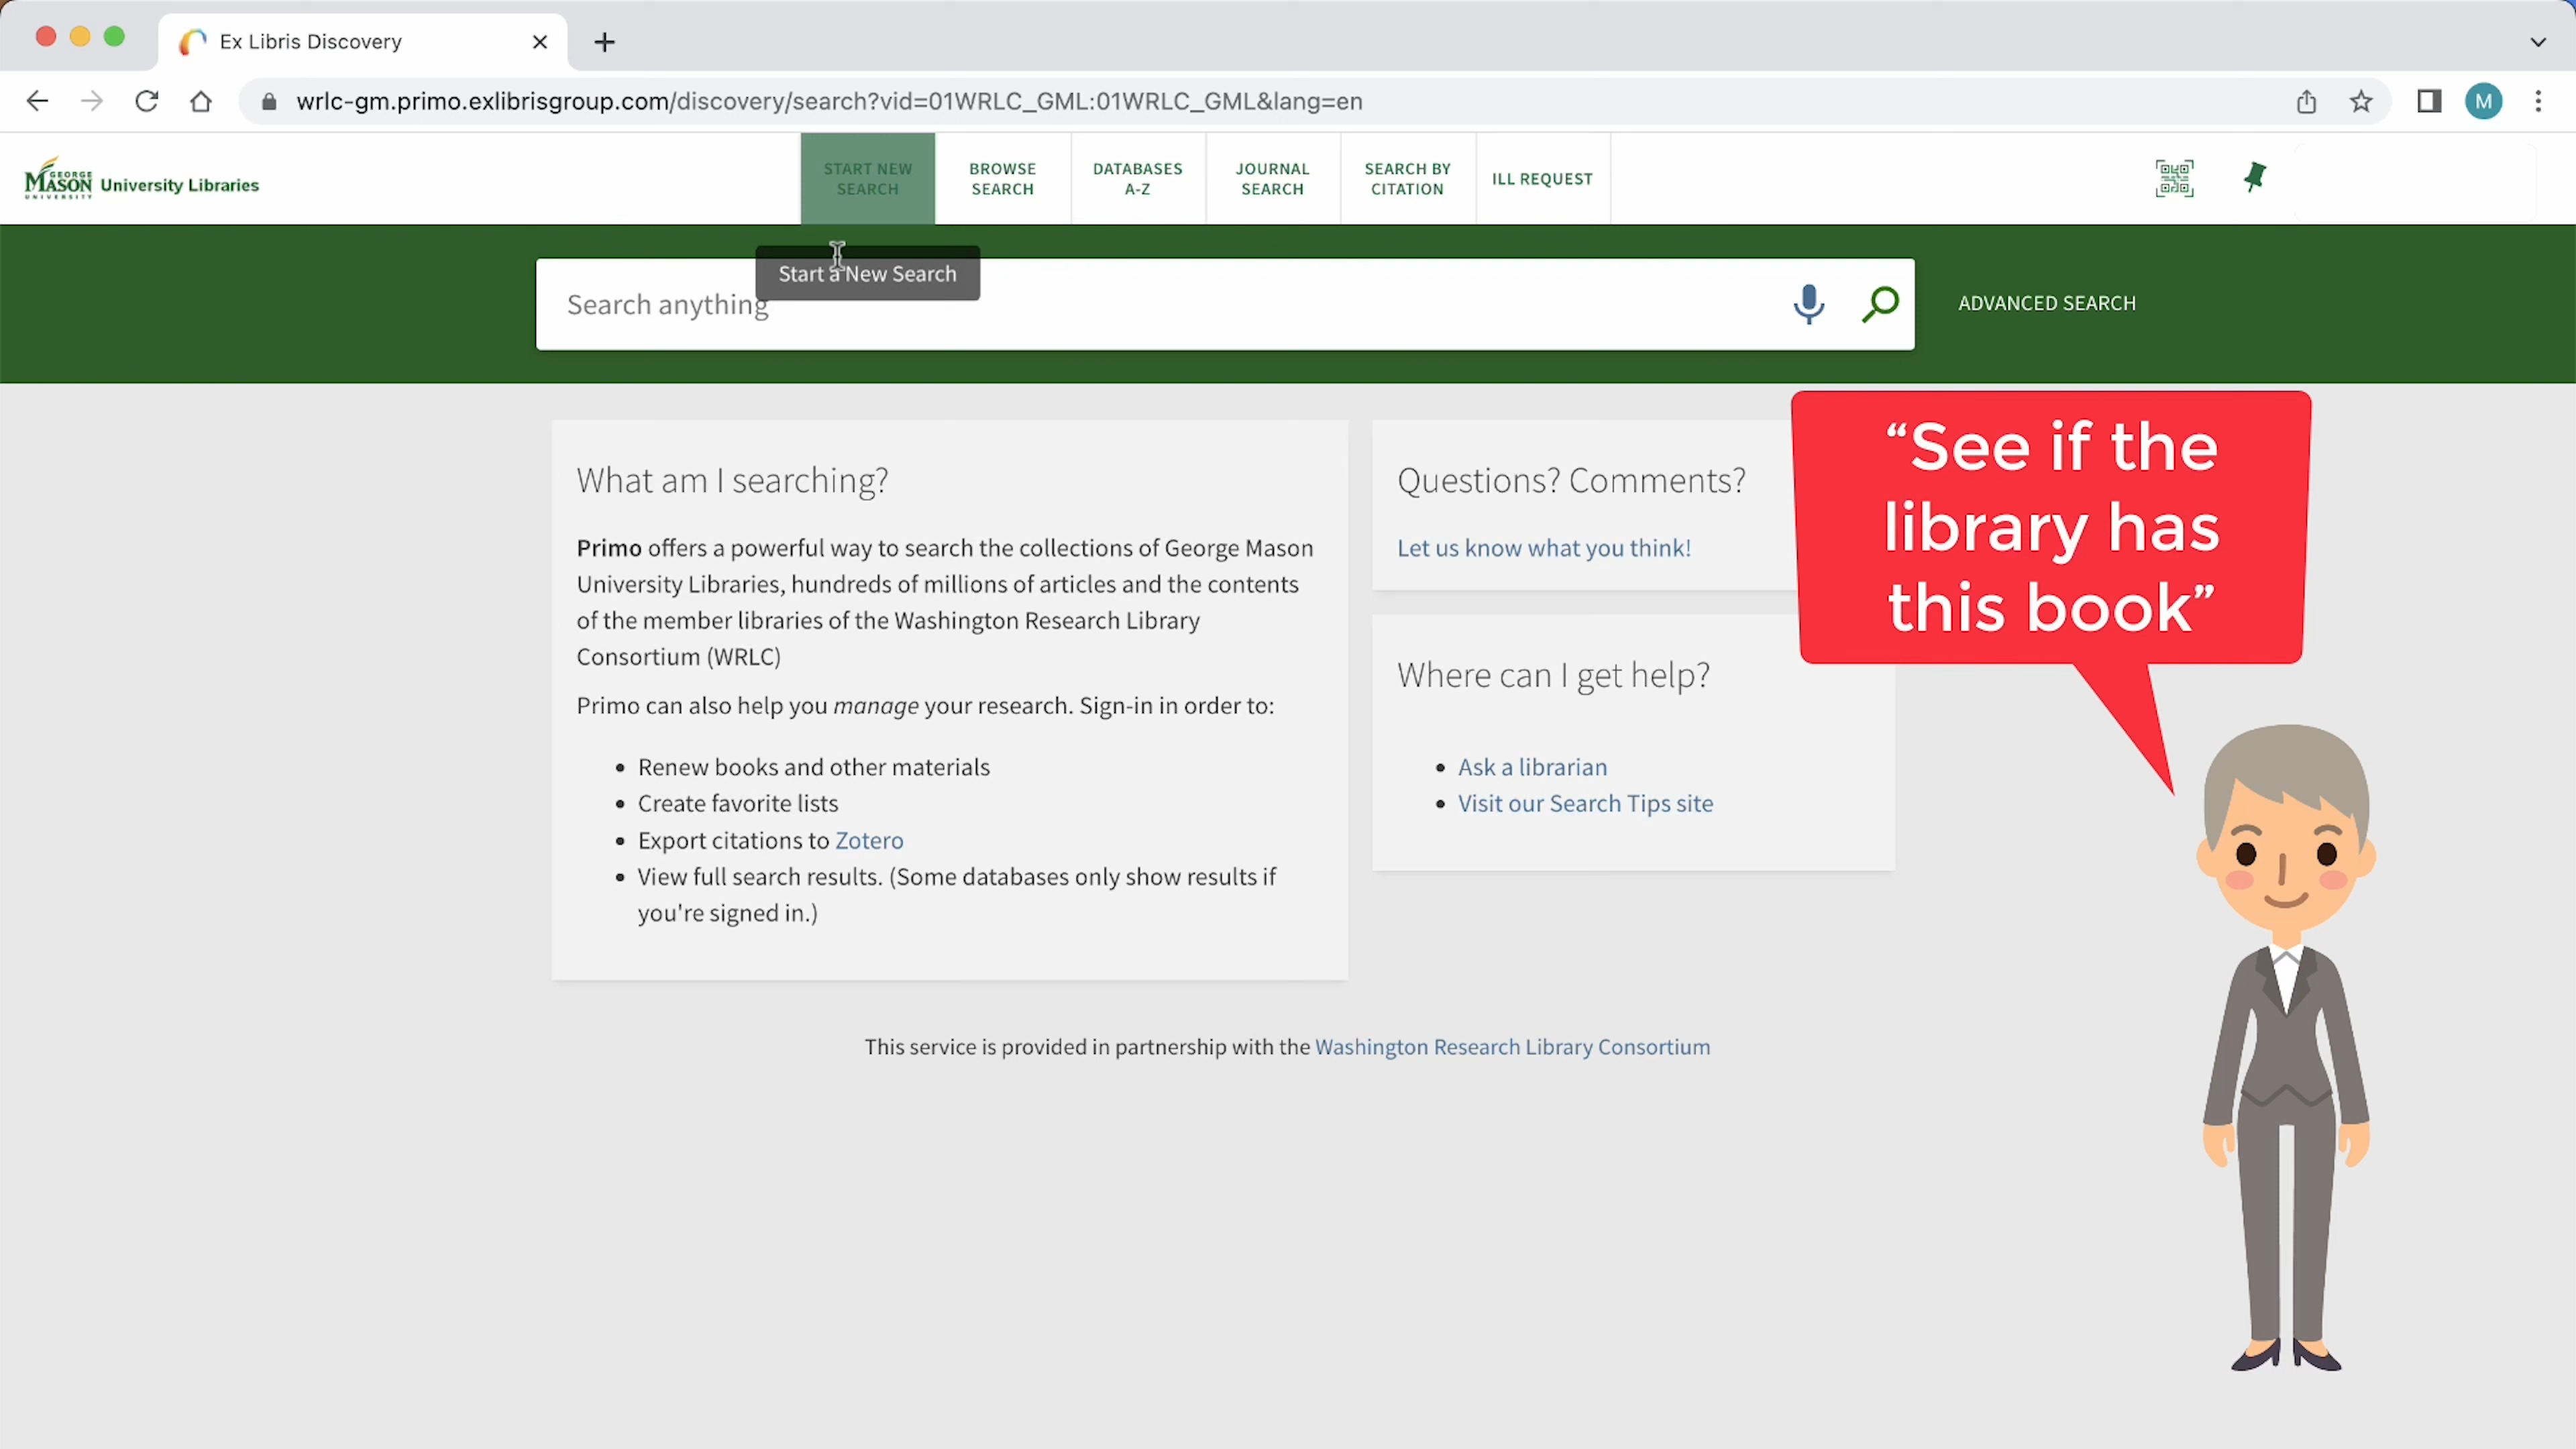 Ex Libris Discovery
wrlc-gm.primo.exlibrisgroup.com/discovery/search?vid=01WRLC_GML:01WRLC_GML&lang=en
M
GEORGE
MASON
UNIVERSITY
University Libraries
START NEW
SEARCH
BROWSE
SEARCH
DATABASES
A-Z
JOURNAL
SEARCH
SEARCH BY
CITATION
ILL REQUEST
Start a New Search
Search anything
ADVANCED SEARCH
“See if the
library has
this book”
What am I searching?
Primo offers a powerful way to search the collections of George Mason
University Libraries, hundreds of millions of articles and the contents
of the member libraries of the Washington Research Library
Consortium (WRLC)
Primo can also help you manage your research. Sign-in in order to:
• Renew books and other materials
• Create favorite lists
• Export citations to Zotero
• View full search results. (Some databases only show results if
you're signed in.)
Questions? Comments?
Let us know what you think!
Where can I get help?
• Ask a librarian
• Visit our Search Tips site
This service is provided in partnership with the Washington Research Library Consortium